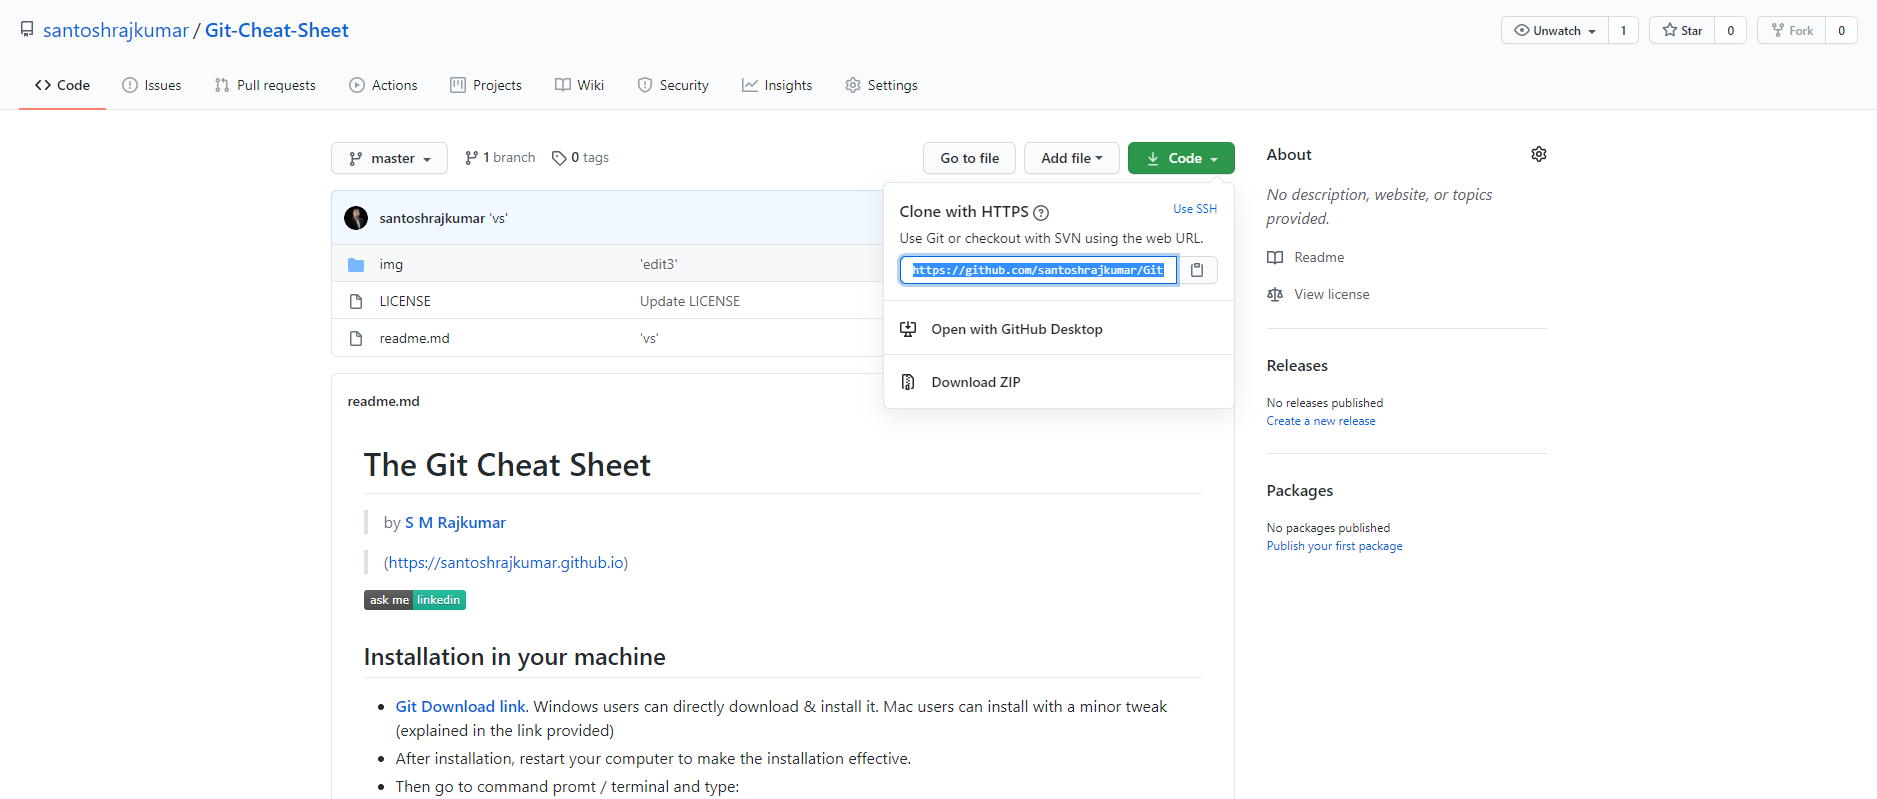 santoshrajkumar / Git-Cheat-Sheet
Unwatch 1 Star 0 Fork 0
Code Issues Pull requests Actions Projects Wiki Security Insights Settings
master 1 branch 0 tags Go to file Add file Code
santoshrajkumar 'vs'
img 'edit3'
LICENSE Update LICENSE
readme.md 'vs'
Clone with HTTPS ? Use SSH
Use Git or checkout with SVN using the web URL.
https://github.com/santoshrajkumar/Git
Open with GitHub Desktop
Download ZIP
readme.md
The Git Cheat Sheet
by S M Rajkumar
(https://santoshrajkumar.github.io)
ask me linkedin
Installation in your machine
• Git Download link. Windows users can directly download & install it. Mac users can install with a minor tweak
(explained in the link provided)
• After installation, restart your computer to make the installation effective.
• Then go to command promt / terminal and type:
About
No description, website, or topics
provided.
Readme
View license
Releases
No releases published
Create a new release
Packages
No packages published
Publish your first package